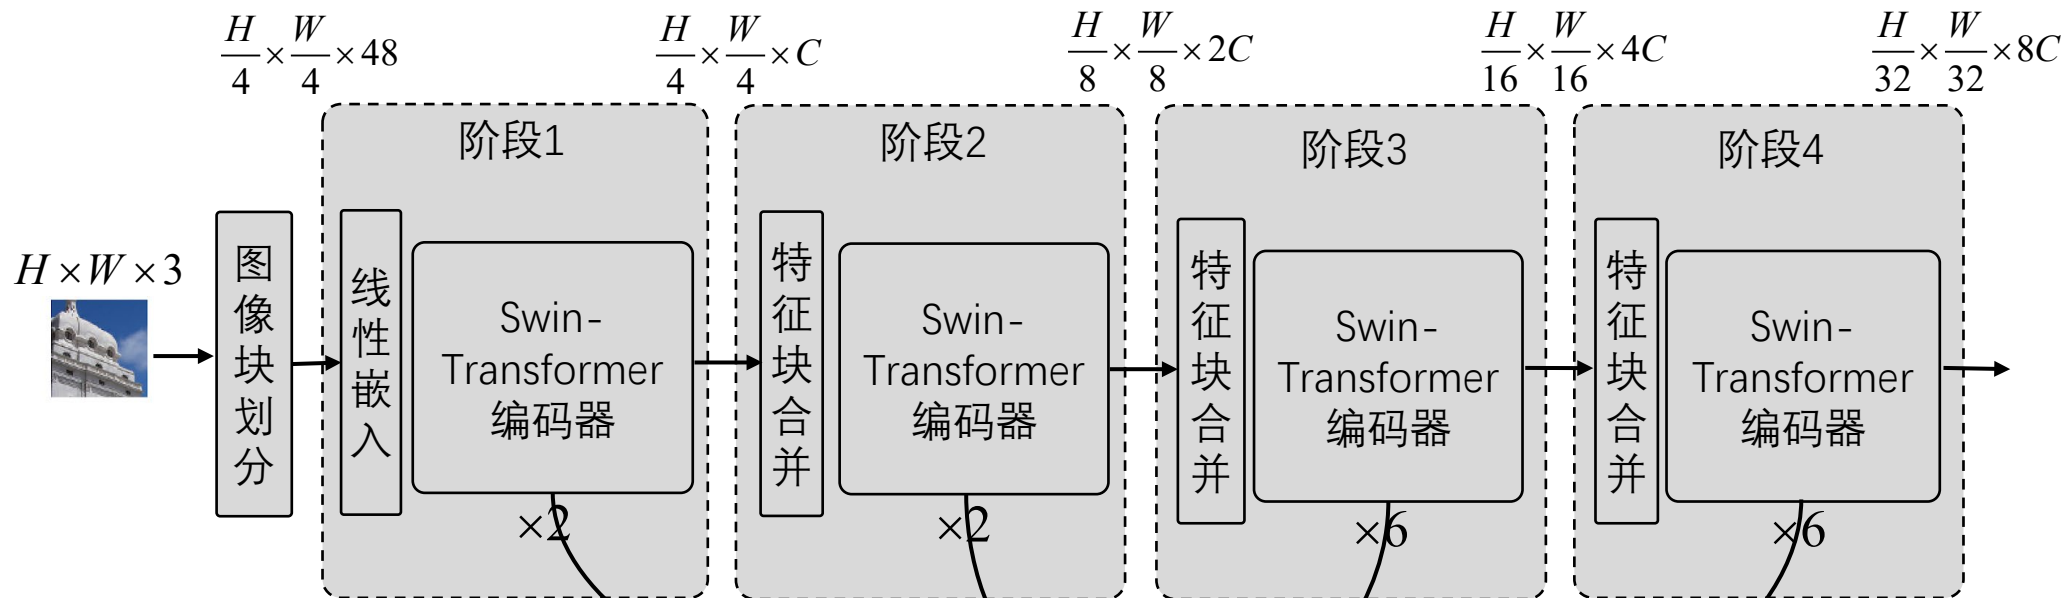 H/4 × W/4 × 48
H/4 × W/4 × C
H/8 × W/8 × 2C
H/16 × W/16 × 4C
H/32 × W/32 × 8C
H × W × 3
图像块划分
阶段1
线性嵌入
Swin-
Transformer
编码器
×2
阶段2
特征块合并
Swin-
Transformer
编码器
×2
阶段3
特征块合并
Swin-
Transformer
编码器
×6
阶段4
特征块合并
Swin-
Transformer
编码器
×6